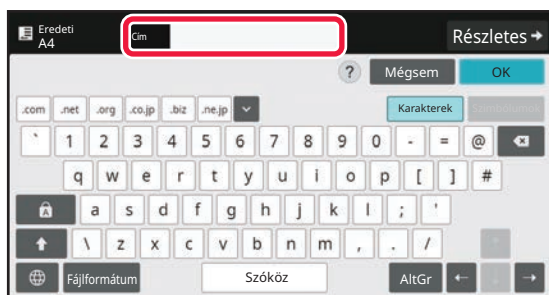 Eredeti
A4
Cím
Részletes
? Mégsem OK
.com .net .org .co.jp .biz .ne.jp Karakterek Szimbólumok
` 1 2 3 4 5 6 7 8 9 0 - = @
q w e r t y u i o p [ ] #
A a s d f g h j k l ; '
\ z x c v b n m , . /
Fájlformátum Szóköz AltGr